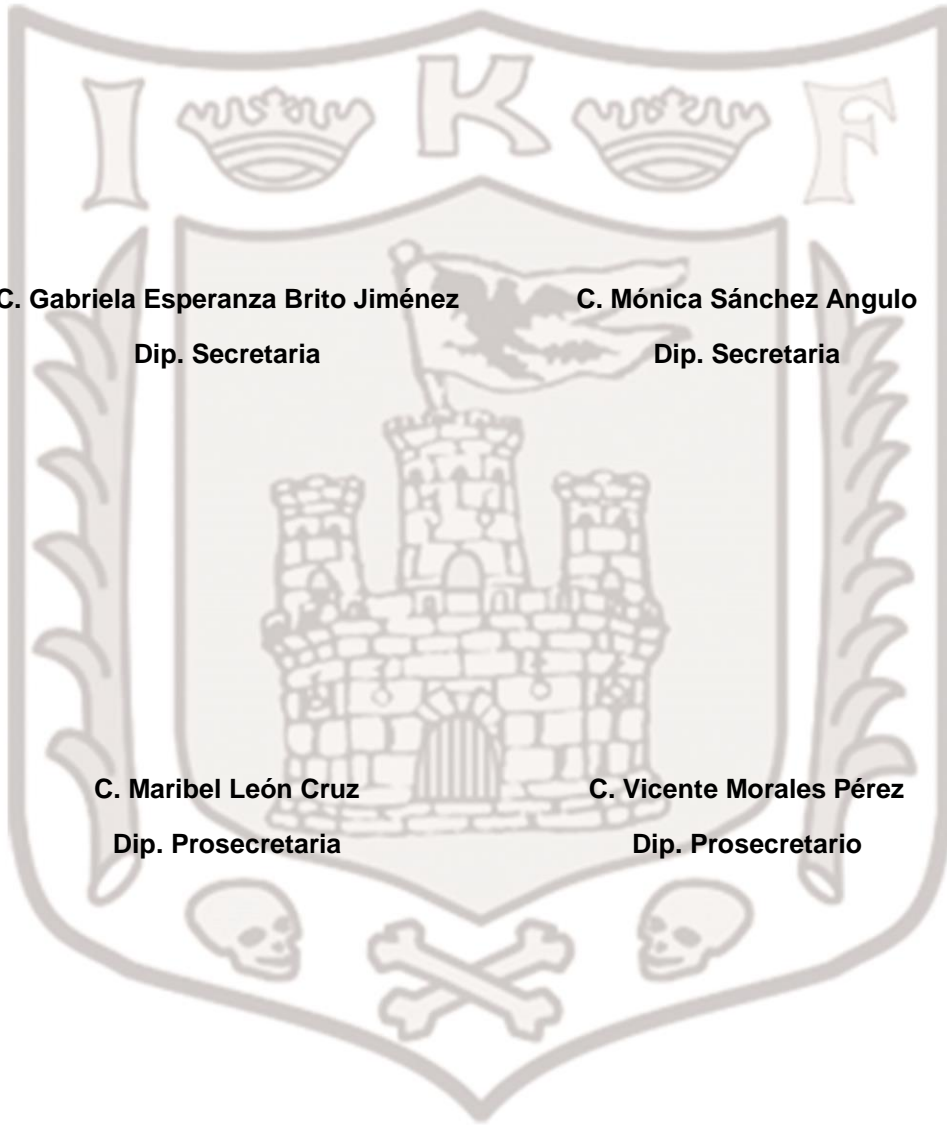 I K F
C. Gabriela Esperanza Brito Jiménez
Dip. Secretaria
C. Mónica Sánchez Angulo
Dip. Secretaria
C. Maribel León Cruz
Dip. Prosecretaria
C. Vicente Morales Pérez
Dip. Prosecretario